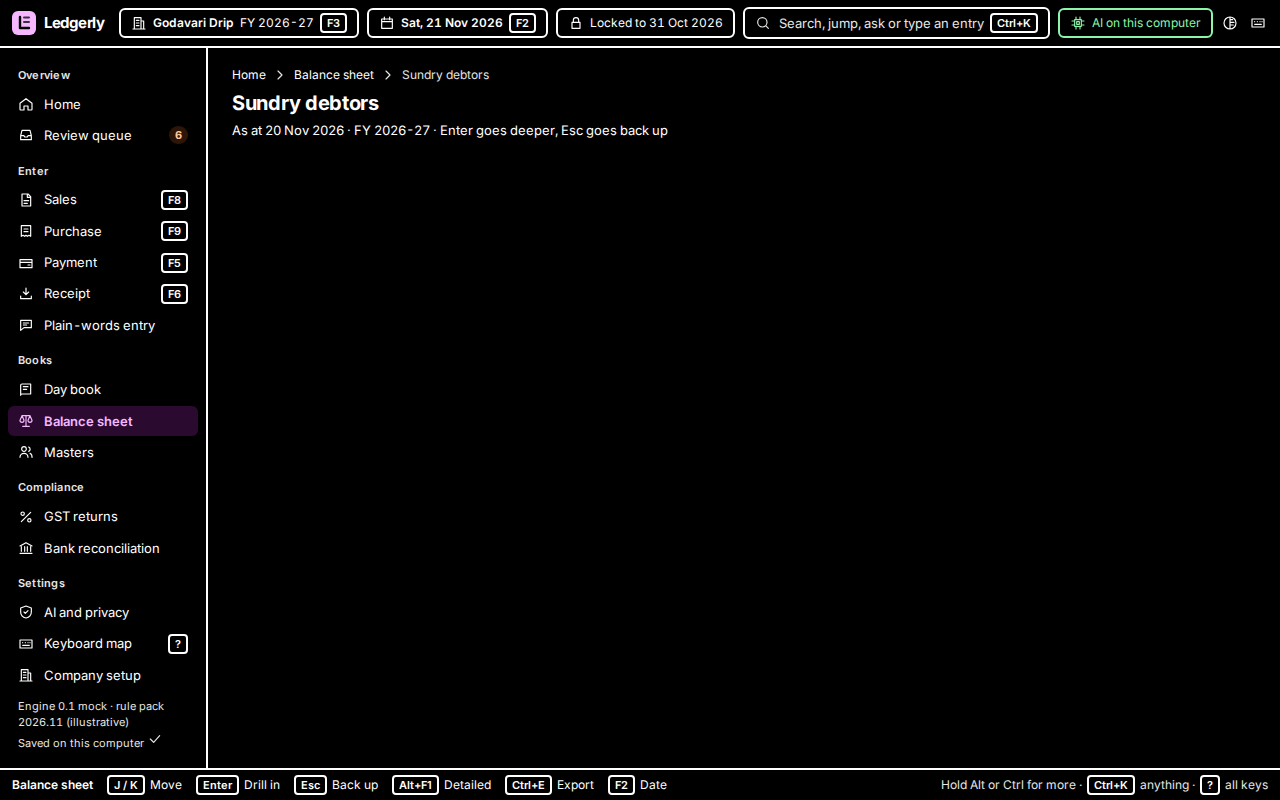 Ledgerly
Godavari Drip FY 2026-27 F3
Sat, 21 Nov 2026 F2
Locked to 31 Oct 2026
Search, jump, ask or type an entry Ctrl+K
AI on this computer
Overview
Home
Review queue 6
Enter
Sales F8
Purchase F9
Payment F5
Receipt F6
Plain-words entry
Books
Day book
Balance sheet
Masters
Compliance
GST returns
Bank reconciliation
Settings
AI and privacy
Keyboard map ?
Company setup
Engine 0.1 mock · rule pack
2026.11 (illustrative)
Saved on this computer
Home Balance sheet Sundry debtors
Sundry debtors
As at 20 Nov 2026 · FY 2026-27 · Enter goes deeper, Esc goes back up
Balance sheet J / K Move Enter Drill in Esc Back up Alt+F1 Detailed Ctrl+E Export F2 Date
Hold Alt or Ctrl for more · Ctrl+K anything · ? all keys